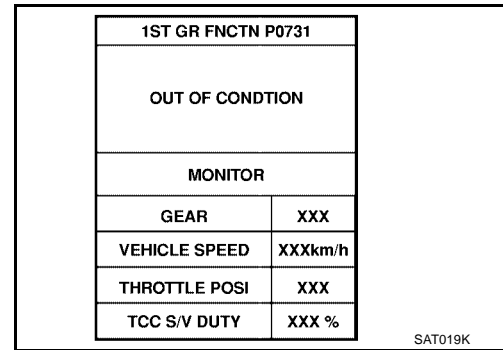 1ST GR FNCTN P0731
OUT OF CONDTION
MONITOR
GEAR XXX
VEHICLE SPEED XXXkm/h
THROTTLE POSI XXX
TCC S/V DUTY XXX %
SAT019K